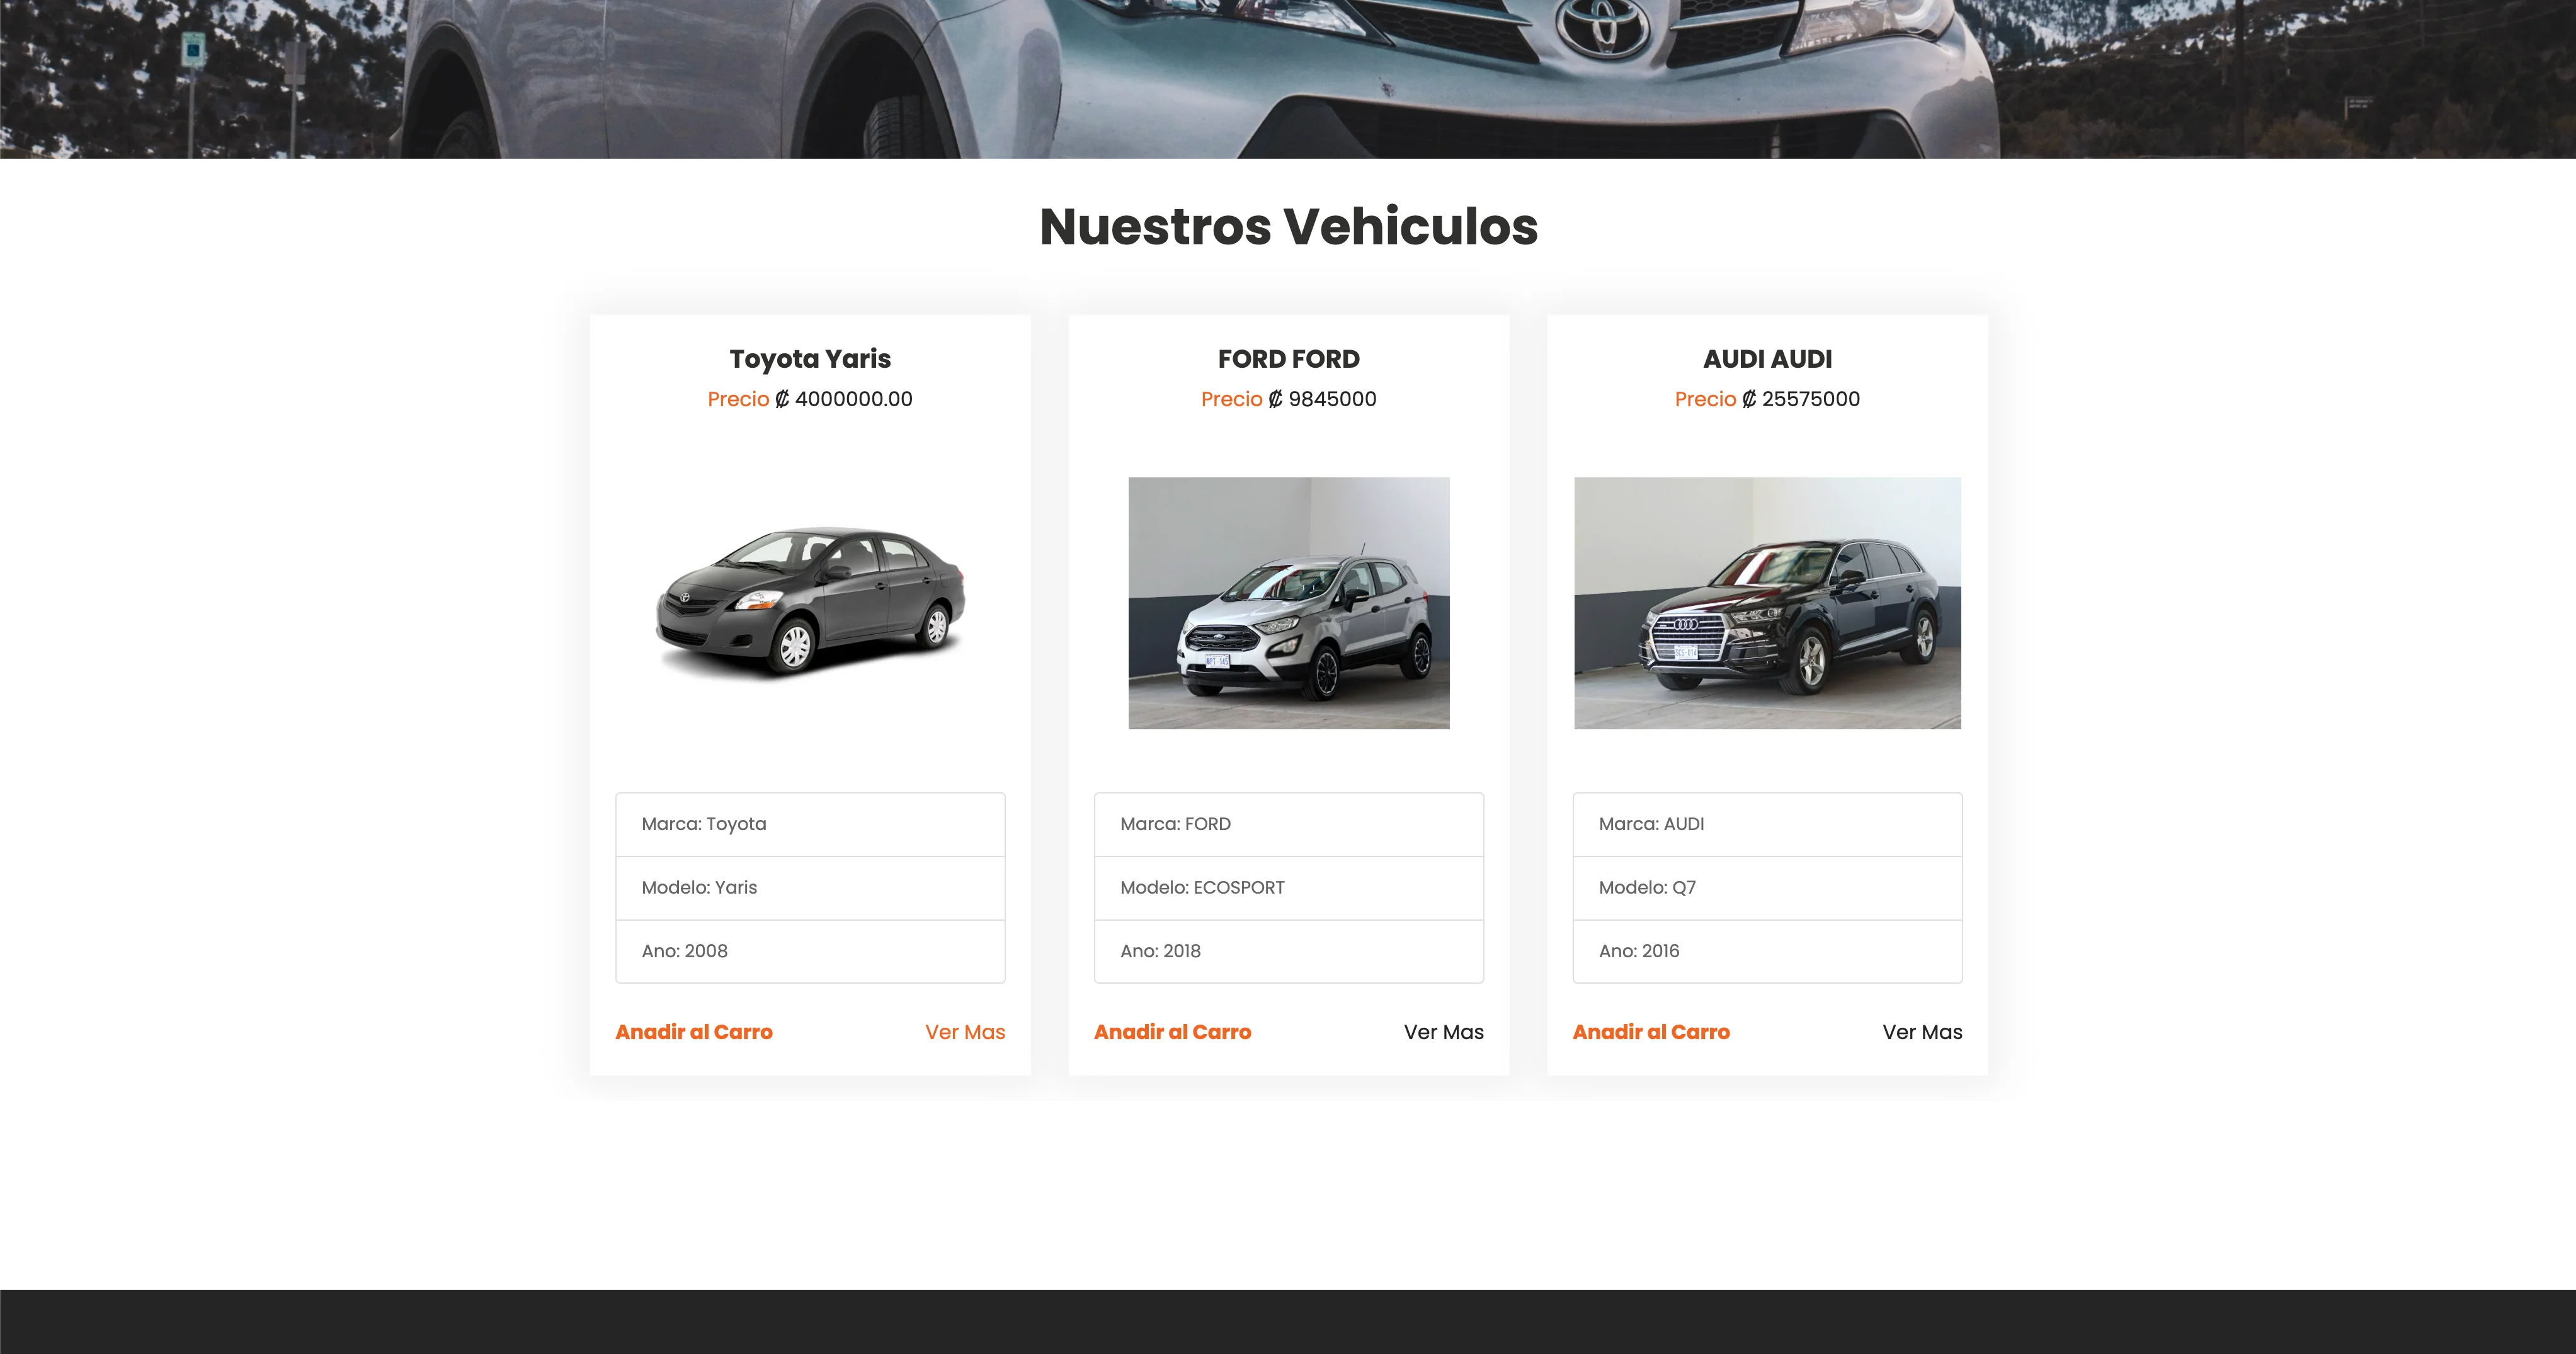 Nuestros Vehiculos
Toyota Yaris
Precio ₡ 4000000.00
Marca: Toyota
Modelo: Yaris
Ano: 2008
Anadir al Carro
Ver Mas
FORD FORD
Precio ₡ 9845000
Marca: FORD
Modelo: ECOSPORT
Ano: 2018
Anadir al Carro
Ver Mas
AUDI AUDI
Precio ₡ 25575000
Marca: AUDI
Modelo: Q7
Ano: 2016
Anadir al Carro
Ver Mas